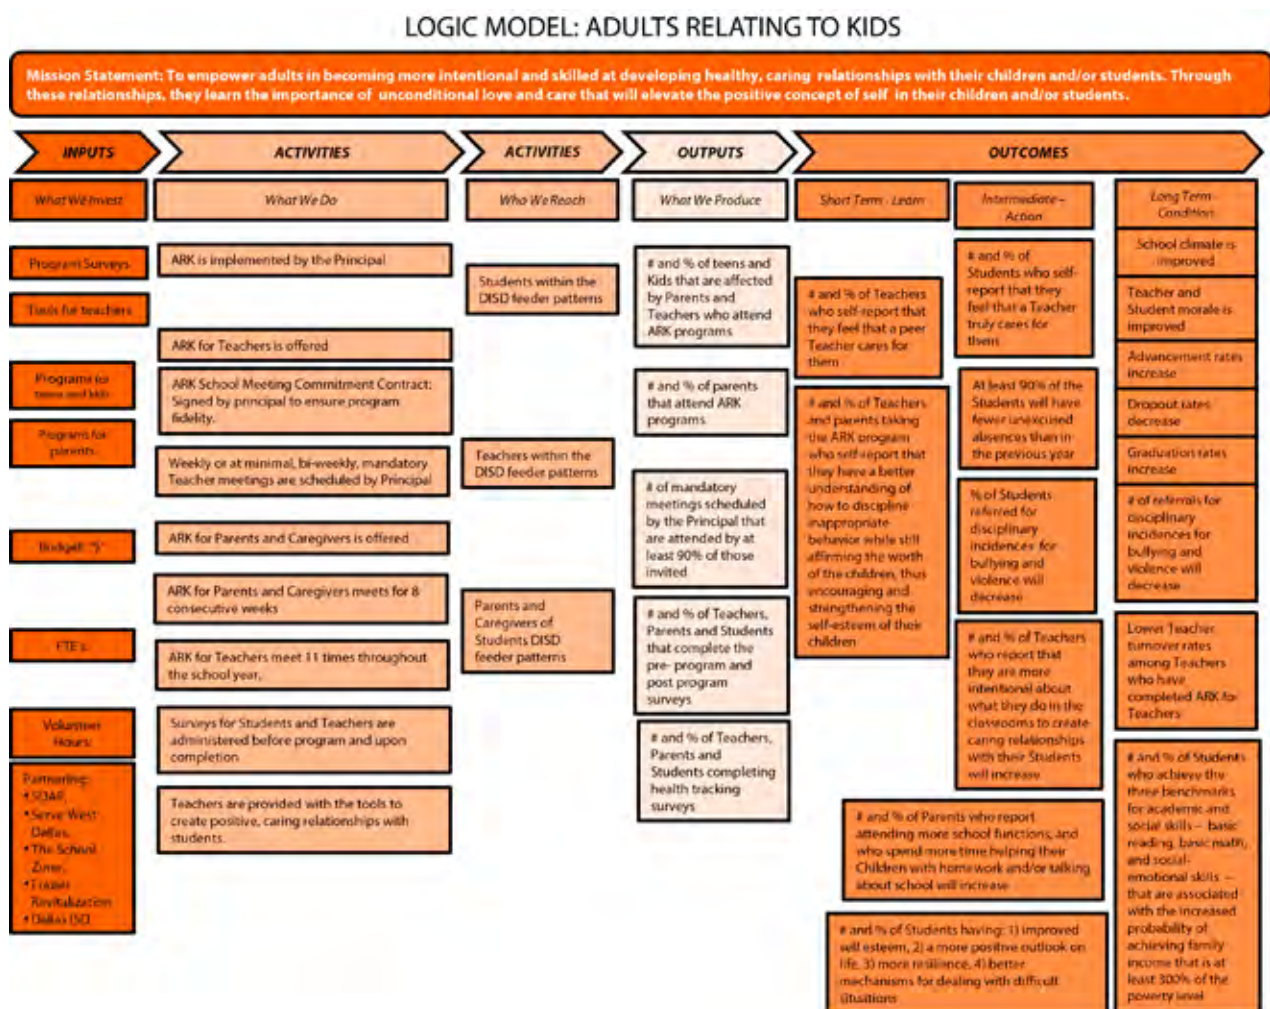 LOGIC MODEL: ADULTS RELATING TO KIDS
Mission Statement: To empower adults in becoming more intentional and skilled at developing healthy, caring relationships with their children and/or students. Through
these relationships, they learn the importance of unconditional love and care that will elevate the positive concept of self in their children and/or students.
INPUTS
ACTIVITIES
ACTIVITIES
OUTPUTS
OUTCOMES
What We Invest
What We Do
Who We Reach
What We Produce
Short Term - Learn
Intermediate –
Action
Long Term -
Condition
Program Surveys
Tools for teachers
Programs for
teens and kids
Programs for
parents
Budget: "$"
FTE's
Volunteer
Hours
Partnering:
• SOAR,
• Serve West
Dallas,
• The School
Zone,
• Frazier
Revitalization
• Dallas ISD
ARK is implemented by the Principal
ARK for Teachers is offered
ARK School Meeting Commitment Contract:
Signed by principal to ensure program
fidelity.
Weekly or at minimal, bi-weekly, mandatory
Teacher meetings are scheduled by Principal
ARK for Parents and Caregivers is offered
ARK for Parents and Caregivers meets for 8
consecutive weeks
ARK for Teachers meet 11 times throughout
the school year.
Surveys for Students and Teachers are
administered before program and upon
completion
Teachers are provided with the tools to
create positive, caring relationships with
students.
Students within the
DISD feeder patterns
Teachers within the
DISD feeder patterns
Parents and
Caregivers of
Students DISD
feeder patterns
# and % of teens and
Kids that are affected
by Parents and
Teachers who attend
ARK programs
# and % of parents
that attend ARK
programs
# of mandatory
meetings scheduled
by the Principal that
are attended by at
least 90% of those
invited
# and % of Teachers,
Parents and Students
that complete the
pre- program and
post program
surveys
# and % of Teachers,
Parents and
Students completing
health tracking
surveys
# and % of Teachers
who self-report that
they feel that a peer
Teacher cares for
them
# and % of Teachers
and parents taking
the ARK program
who self-report that
they have a better
understanding of
how to discipline
inappropriate
behavior while still
affirming the worth
of the children, thus
encouraging and
strengthening the
self-esteem of their
children
# and % of
Students who self-
report that they
feel that a Teacher
truly cares for
them
At least 90% of the
Students will have
fewer unexcused
absences than in
the previous year
% of Students
referred for
disciplinary
incidences for
bullying and
violence will
decrease
# and % of Teachers
who report that
they are more
intentional about
what they do in the
classrooms to create
caring relationships
with their Students
will increase
# and % of Parents who report
attending more school functions, and
who spend more time helping their
Children with homework and/or talking
about school will increase
# and % of Students having: 1) improved
self esteem, 2) a more positive outlook on
life, 3) more resilience, 4) better
mechanisms for dealing with difficult
situations
School climate is
improved
Teacher and
Student morale is
improved
Advancement rates
increase
Dropout rates
decrease
Graduation rates
increase
# of referrals for
disciplinary
incidences for
bullying and
violence will
decrease
Lower Teacher
turnover rates
among Teachers
who have
completed ARK for
Teachers
# and % of Students
who achieve the
three benchmarks
for academic and
social skills – basic
reading, basic math,
and social-
emotional skills –
that are associated
with the increased
probability of
achieving family
income that is at
least 300% of the
poverty level